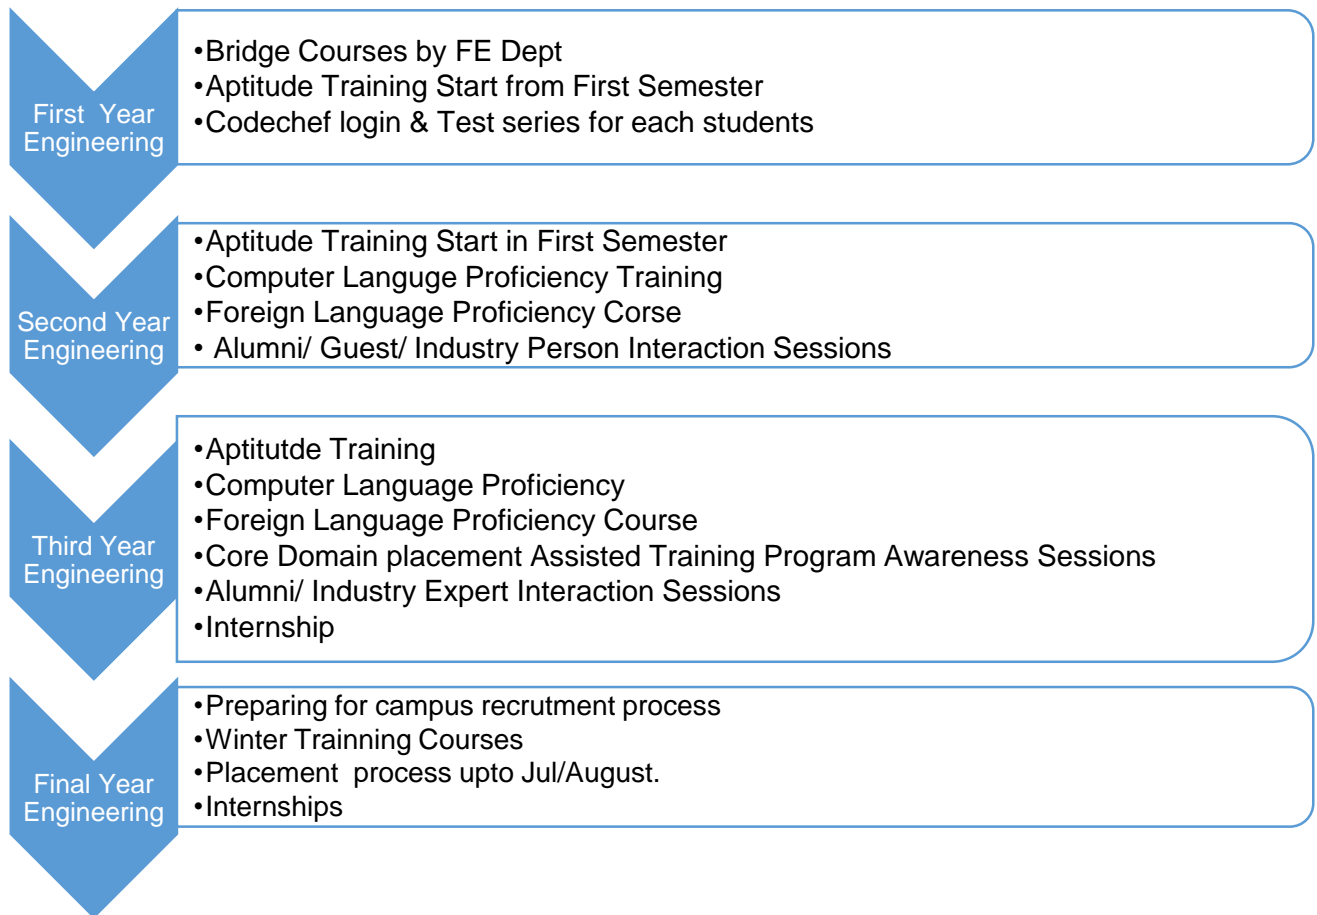 First Year
Engineering
•Bridge Courses by FE Dept
•Aptitude Training Start from First Semester
•Codechef login & Test series for each students
Second Year
Engineering
•Aptitude Training Start in First Semester
•Computer Languge Proficiency Training
•Foreign Language Proficiency Corse
• Alumni/ Guest/ Industry Person Interaction Sessions
Third Year
Engineering
•Aptitutde Training
•Computer Language Proficiency
•Foreign Language Proficiency Course
•Core Domain placement Assisted Training Program Awareness Sessions
•Alumni/ Industry Expert Interaction Sessions
•Internship
Final Year
Engineering
•Preparing for campus recrutment process
•Winter Trainning Courses
•Placement process upto Jul/August.
•Internships